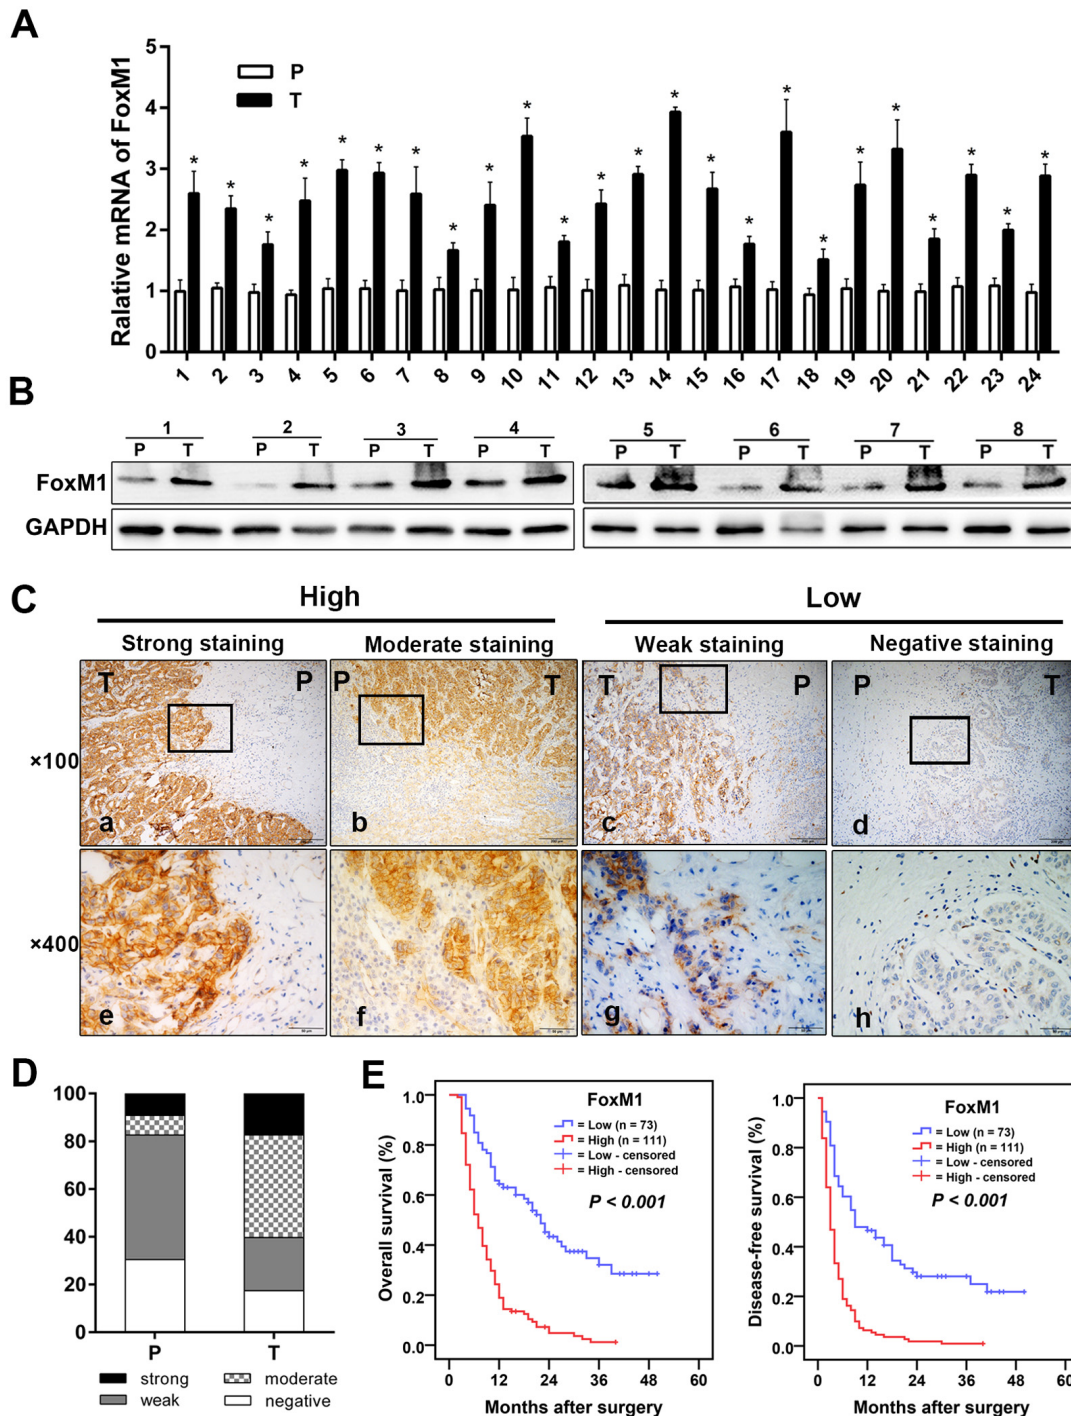 A
Ralative mRNA of FoxM1
5
4
3
2
1
0
P
T
* * * * * * * * * * * * * * * * * * * * * * * *
1 2 3 4 5 6 7 8 9 10 11 12 13 14 15 16 17 18 19 20 21 22 23 24
B
1 2 3 4 5 6 7 8
P T P T P T P T P T P T P T P T
FoxM1
GAPDH
C
High Low
Strong staining Moderate staining Weak staining Negative staining
T P P T T P P T
×100
a b c d
×400
e f g h
D
100
80
60
40
20
0
P T
strong moderate
weak negative
E
Overall survival (%)
1.0
0.8
0.6
0.4
0.2
0.0
FoxM1
= Low (n = 73)
= High (n = 111)
= Low - censored
= High - censored
P < 0.001
0 12 24 36 48 60
Months after surgery
Disease-free survival (%)
1.0
0.8
0.6
0.4
0.2
0.0
FoxM1
= Low (n = 73)
= High (n = 111)
= Low - censored
= High - censored
P < 0.001
0 12 24 36 48 60
Months after surgery